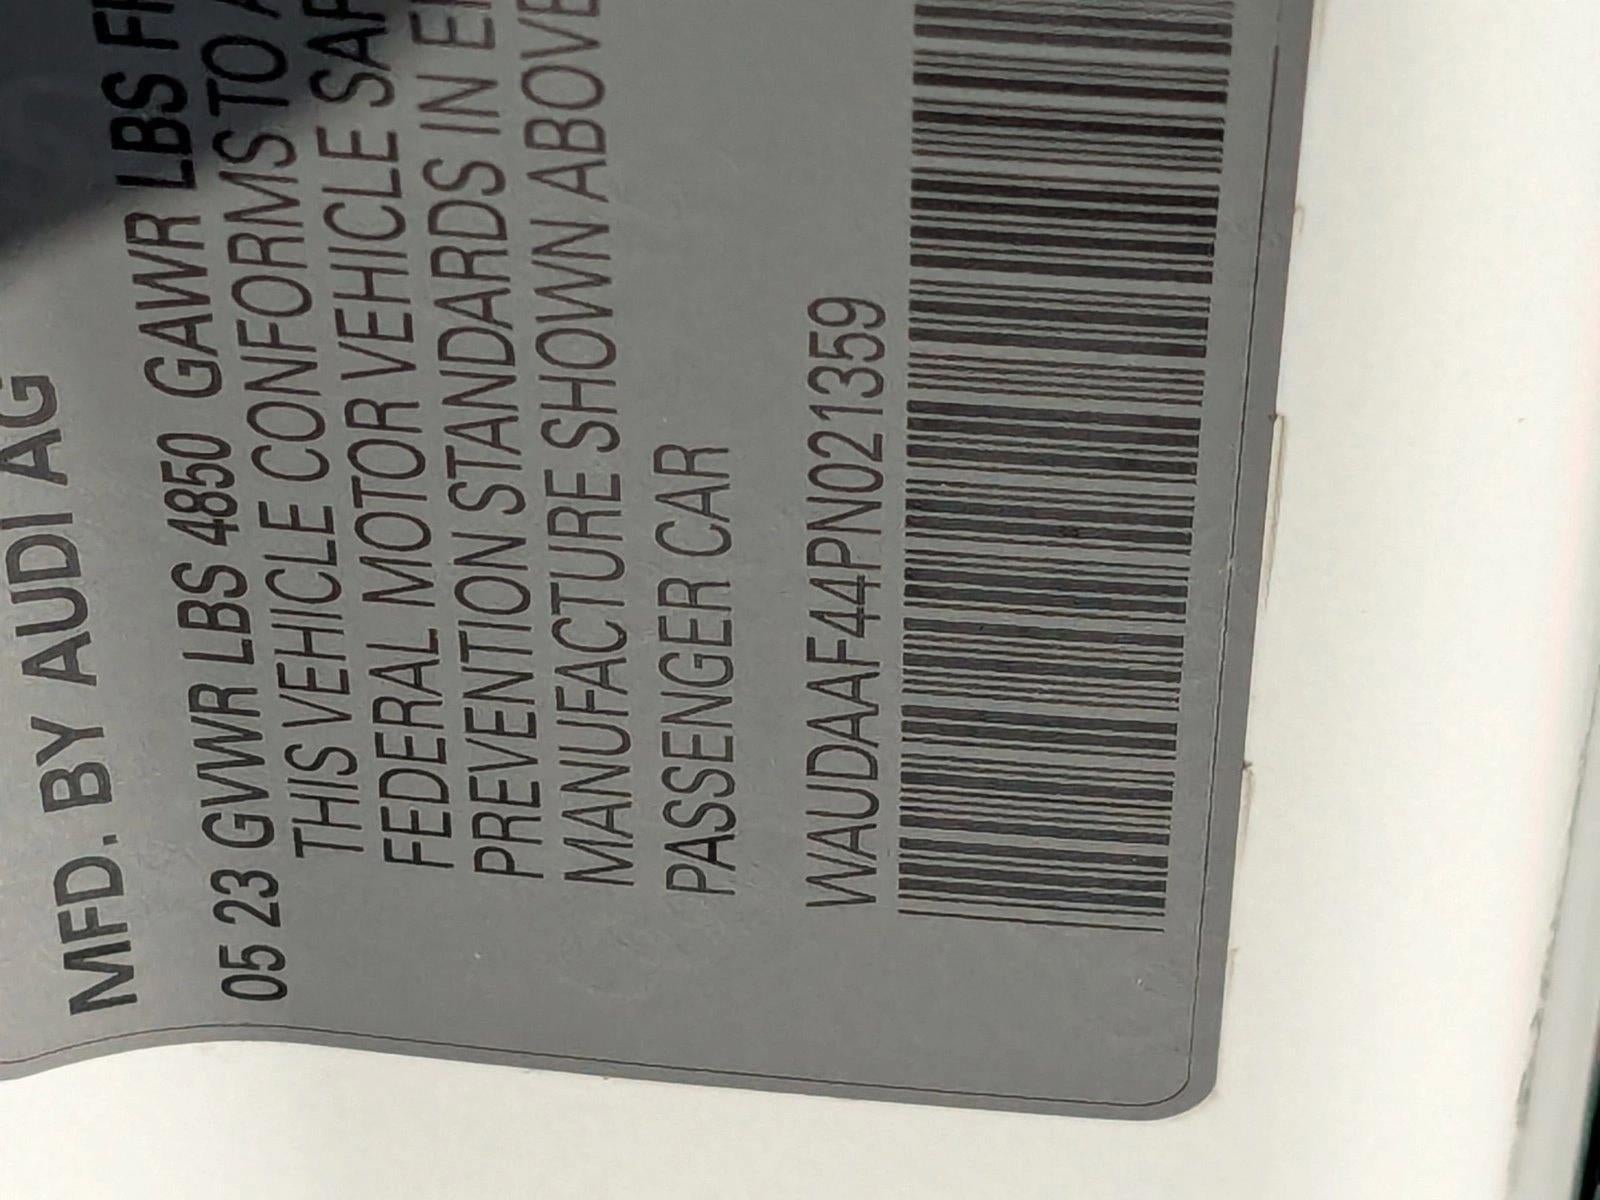 MFD. BY AUDI AG
05 23 GVWR LBS 4850 GAWR LBS
THIS VEHICLE CONFORMS TO
FEDERAL MOTOR VEHICLE
PREVENTION STANDARDS IN
MANUFACTURE SHOWN ABOVE
PASSENGER CAR
WAUDAAF44PN021359